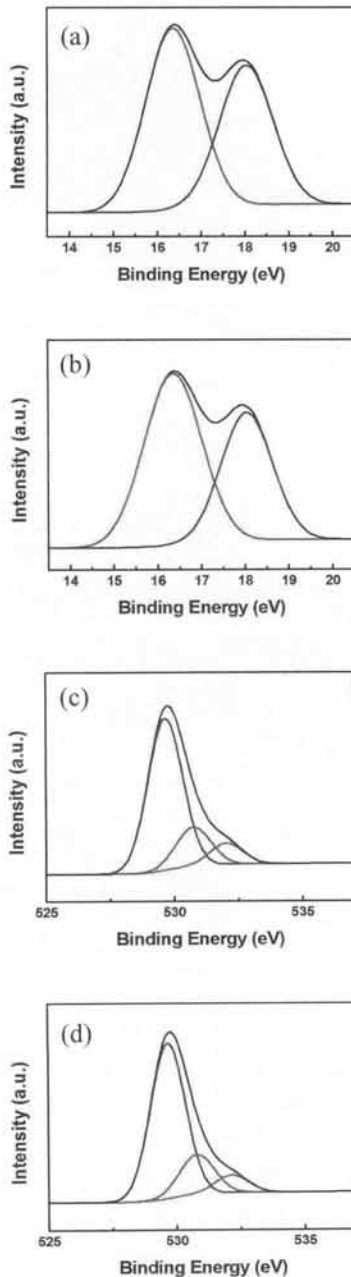 (a)
Intensity (a.u.)
14 15 16 17 18 19 20
Binding Energy (eV)
(b)
Intensity (a.u.)
14 15 16 17 18 19 20
Binding Energy (eV)
(c)
Intensity (a.u.)
525 530 535
Binding Energy (eV)
(d)
Intensity (a.u.)
525 530 535
Binding Energy (eV)